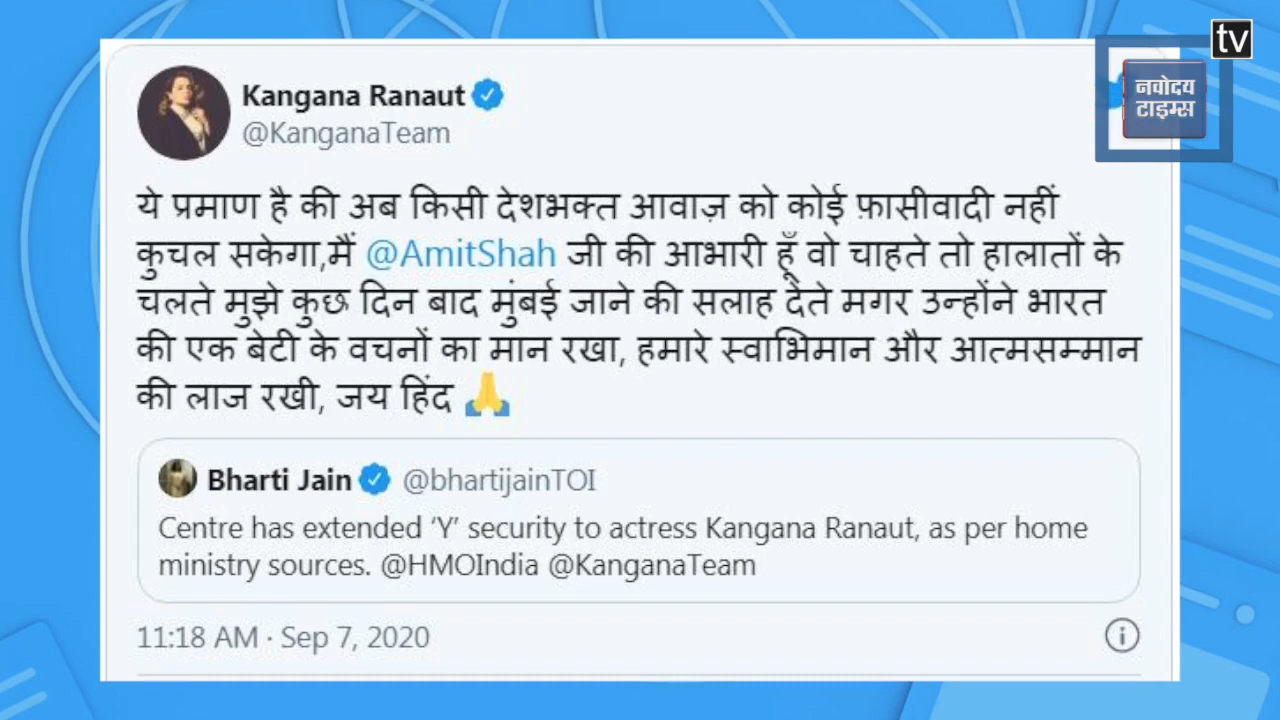 tv
नवोदय
टाइम्स
Kangana Ranaut
@KanganaTeam
ये प्रमाण है की अब किसी देशभक्त आवाज़ को कोई फ़ासीवादी नहीं
कुचल सकेगा,मैं @AmitShah जी की आभारी हूँ वो चाहते तो हालातों के
चलते मुझे कुछ दिन बाद मुंबई जाने की सलाह देते मगर उन्होंने भारत
की एक बेटी के वचनों का मान रखा, हमारे स्वाभिमान और आत्मसम्मान
की लाज रखी, जय हिंद 🙏
Bharti Jain @bhartijainTOI
Centre has extended ‘Y’ security to actress Kangana Ranaut, as per home
ministry sources. @HMOIndia @KanganaTeam
11:18 AM · Sep 7, 2020